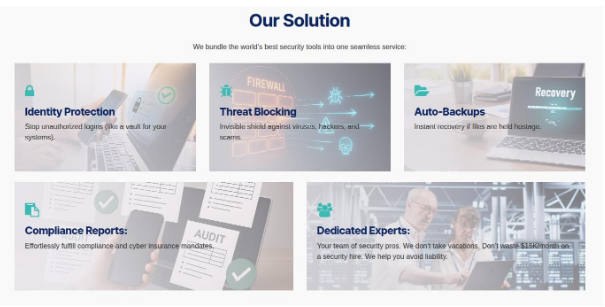 Our Solution
We bundle the world's best security tools into one seamless service:
Identity Protection
Stop unauthorized logins (like a vault for your
systems).
FIREWALL
Threat Blocking
Invisible shield against viruses, hackers, and
scams.
Recovery
Auto-Backups
Instant recovery if files are held hostage.
AUDIT
Compliance Reports:
Effortlessly fulfill compliance and cyber insurance mandates.
Dedicated Experts:
Your team of security pros. We don't take vacations, Don't waste $15K/month on
a security hire. We help you avoid liability.